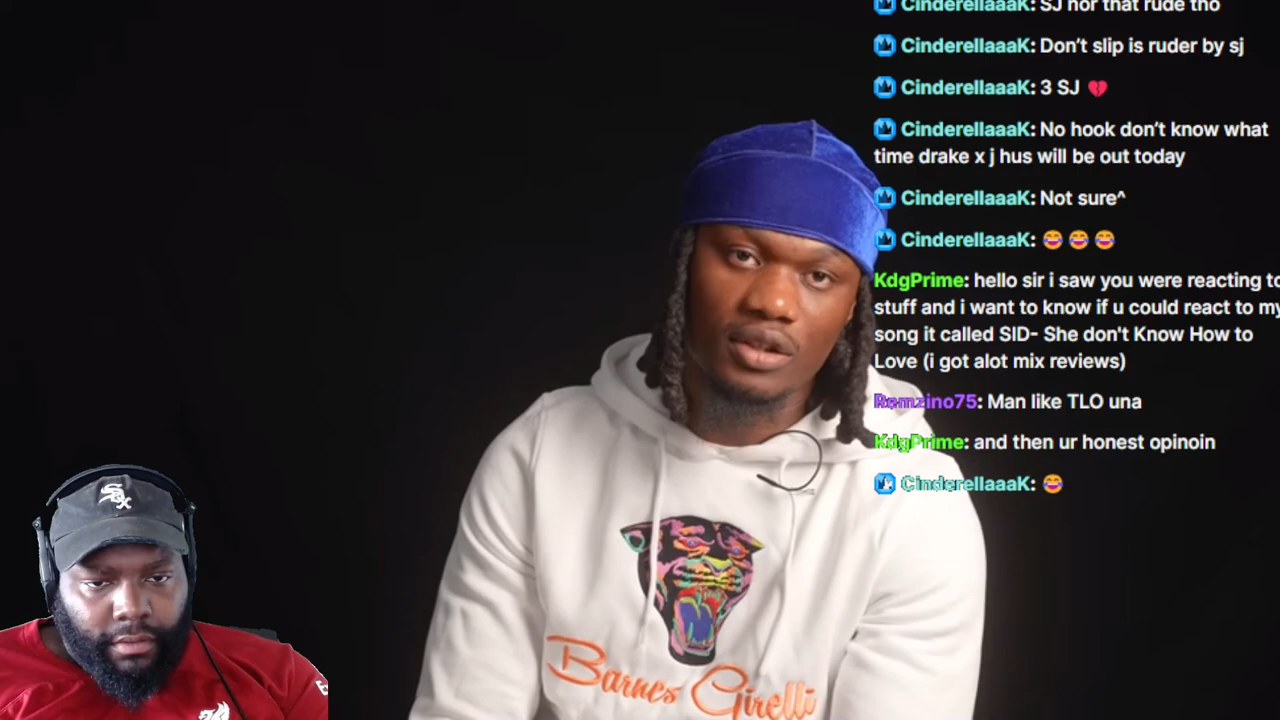 CinderellaaaK: SJ nor that rude tho
CinderellaaaK: Don't slip is ruder by sj
CinderellaaaK: 3 SJ 💔
CinderellaaaK: No hook don't know what
time drake x j hus will be out today
CinderellaaaK: Not sure^
CinderellaaaK: 😂 😂 😂
KdgPrime: hello sir i saw you were reacting to
stuff and i want to know if u could react to my
song it called SID- She don't Know How to
Love (i got alot mix reviews)
Remzino75: Man like TLO una
KdgPrime: and then ur honest opinoin
CinderellaaaK: 😂
Sox
Barnes Girelli